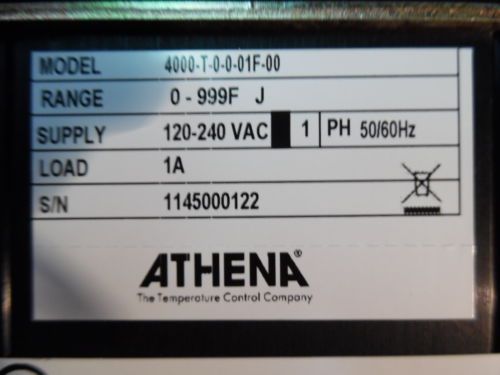 MODEL 4000-T-0-0-01F-00
RANGE 0 - 999F J
SUPPLY 120-240 VAC 1 PH 50/60Hz
LOAD 1A
S/N 1145000122
ATHENA®
The Temperature Control Company